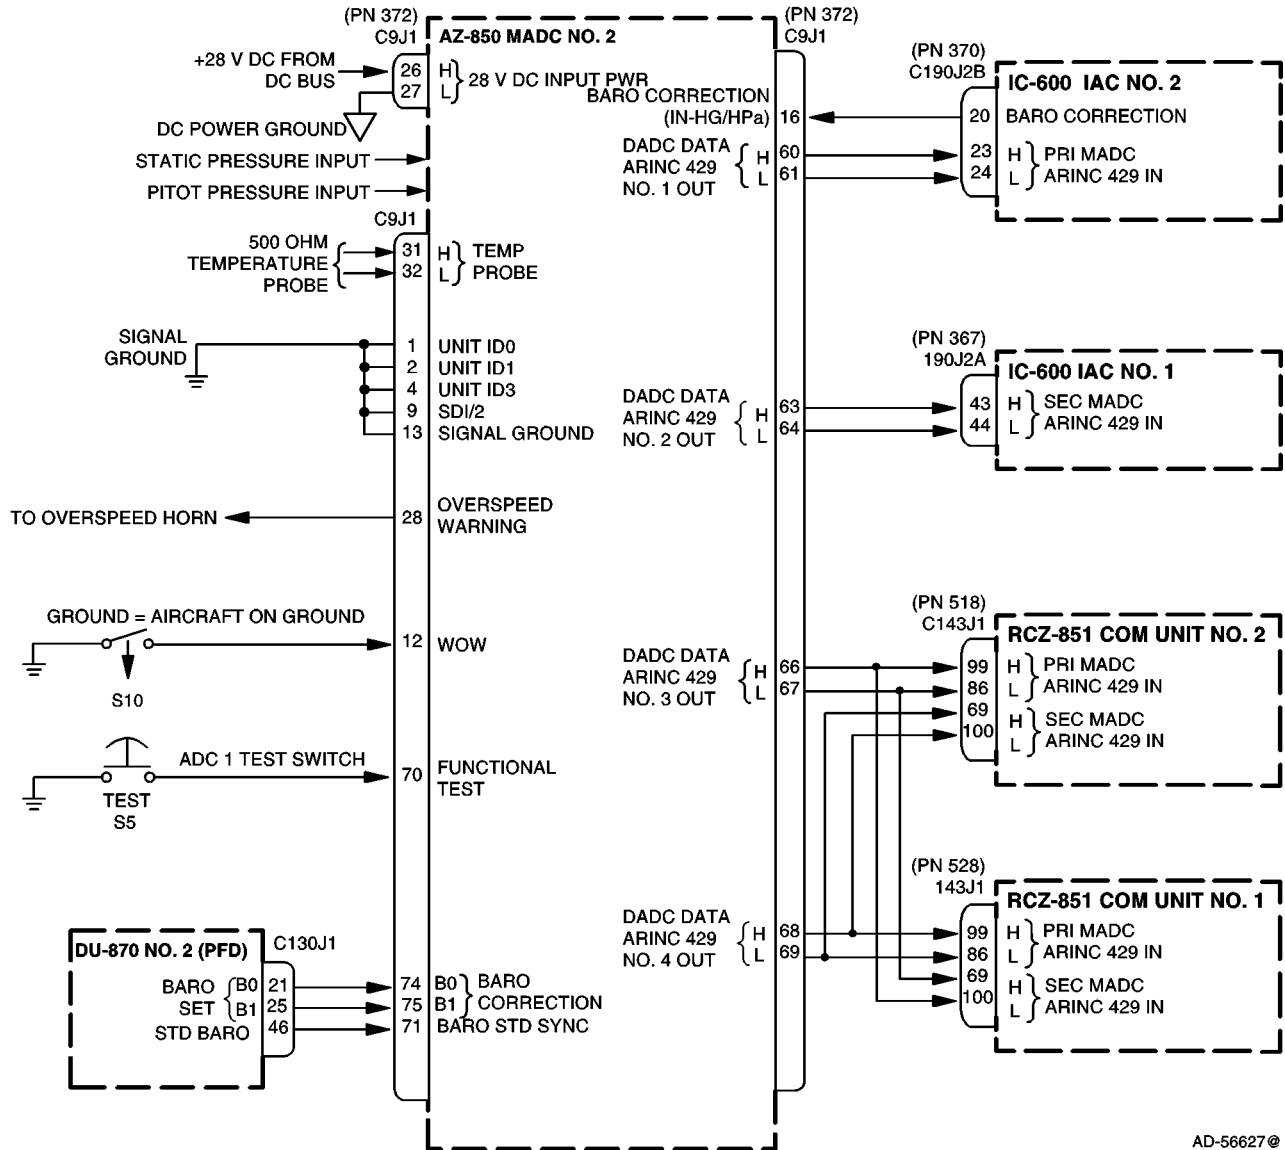 (PN 372)
C9J1
AZ-850 MADC NO. 2
+28 V DC FROM
DC BUS
26
27
H
L
28 V DC INPUT PWR
DC POWER GROUND
STATIC PRESSURE INPUT
PITOT PRESSURE INPUT
C9J1
500 OHM
TEMPERATURE
PROBE
31
32
H
L
TEMP
PROBE
SIGNAL
GROUND
1 UNIT ID0
2 UNIT ID1
4 UNIT ID3
9 SDI/2
13 SIGNAL GROUND
TO OVERSPEED HORN
28
OVERSPEED
WARNING
GROUND = AIRCRAFT ON GROUND
12 WOW
S10
ADC 1 TEST SWITCH
70
FUNCTIONAL
TEST
TEST
S5
DU-870 NO. 2 (PFD)
C130J1
BARO
SET
B0 21
B1 25
STD BARO 46
74 B0
75 B1
BARO
CORRECTION
71 BARO STD SYNC
(PN 372)
C9J1
BARO CORRECTION
(IN-HG/HPa)
16
DADC DATA
ARINC 429
NO. 1 OUT
H 60
L 61
DADC DATA
ARINC 429
NO. 2 OUT
H 63
L 64
DADC DATA
ARINC 429
NO. 3 OUT
H 66
L 67
DADC DATA
ARINC 429
NO. 4 OUT
H 68
L 69
(PN 370)
C190J2B
IC-600 IAC NO. 2
20 BARO CORRECTION
23 H
24 L
PRI MADC
ARINC 429 IN
(PN 367)
190J2A
IC-600 IAC NO. 1
43 H
44 L
SEC MADC
ARINC 429 IN
(PN 518)
C143J1
RCZ-851 COM UNIT NO. 2
99 H
86 L
PRI MADC
ARINC 429 IN
69 H
100 L
SEC MADC
ARINC 429 IN
(PN 528)
143J1
RCZ-851 COM UNIT NO. 1
99 H
86 L
PRI MADC
ARINC 429 IN
69 H
100 L
SEC MADC
ARINC 429 IN
AD-56627@